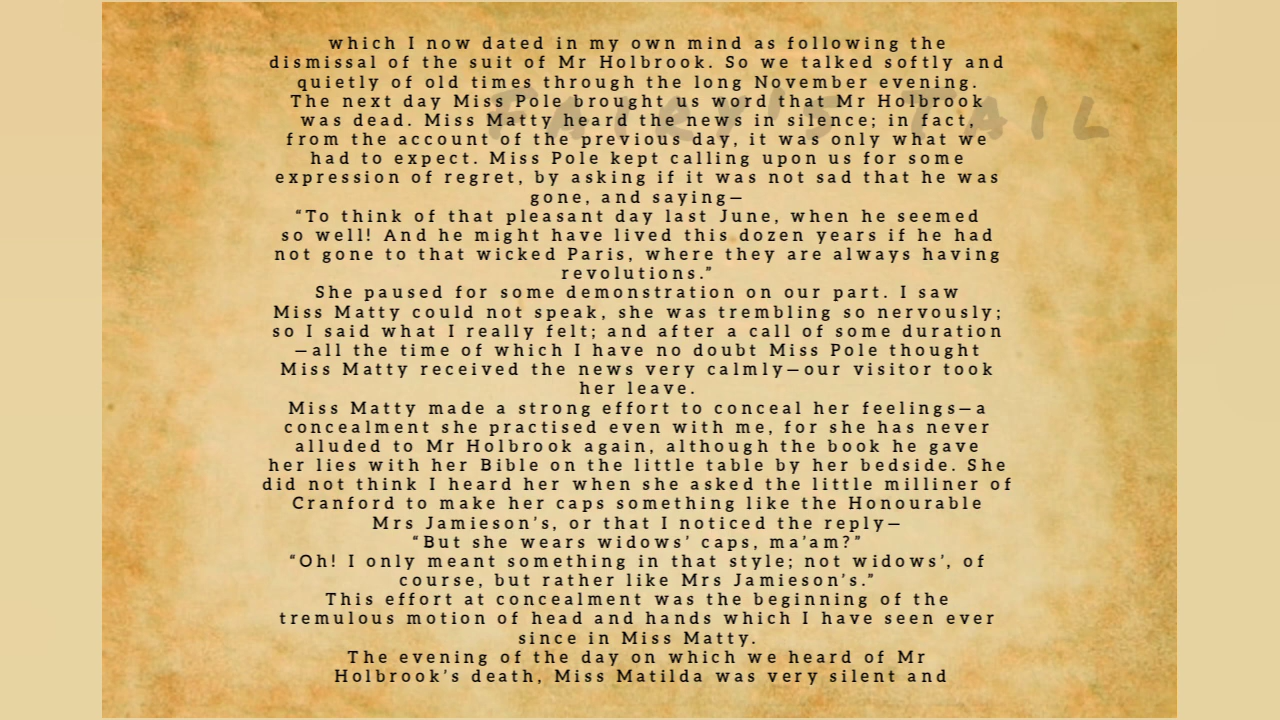 which I now dated in my own mind as following the
dismissal of the suit of Mr Holbrook. So we talked softly and
quietly of old times through the long November evening.
The next day Miss Pole brought us word that Mr Holbrook
was dead. Miss Matty heard the news in silence; in fact,
from the account of the previous day, it was only what we
had to expect. Miss Pole kept calling upon us for some
expression of regret, by asking if it was not sad that he was
gone, and saying—
“To think of that pleasant day last June, when he seemed
so well! And he might have lived this dozen years if he had
not gone to that wicked Paris, where they are always having
revolutions.”
She paused for some demonstration on our part. I saw
Miss Matty could not speak, she was trembling so nervously;
so I said what I really felt; and after a call of some duration
—all the time of which I have no doubt Miss Pole thought
Miss Matty received the news very calmly—our visitor took
her leave.
Miss Matty made a strong effort to conceal her feelings—a
concealment she practised even with me, for she has never
alluded to Mr Holbrook again, although the book he gave
her lies with her Bible on the little table by her bedside. She
did not think I heard her when she asked the little milliner of
Cranford to make her caps something like the Honourable
Mrs Jamieson’s, or that I noticed the reply—
“But she wears widows’ caps, ma’am?”
“Oh! I only meant something in that style; not widows’, of
course, but rather like Mrs Jamieson’s.”
This effort at concealment was the beginning of the
tremulous motion of head and hands which I have seen ever
since in Miss Matty.
The evening of the day on which we heard of Mr
Holbrook’s death, Miss Matilda was very silent and
TAIL